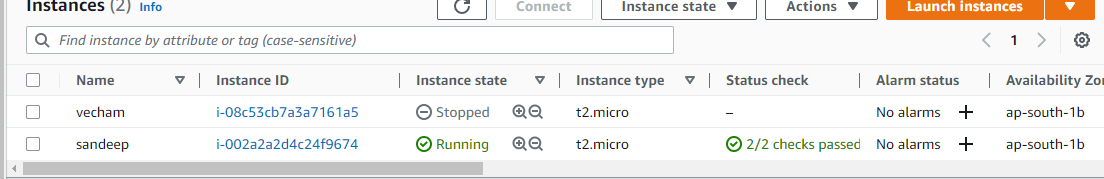 Instances (2) Info Connect Instance state Actions Launch instances
Find instance by attribute or tag (case-sensitive) 1
Name Instance ID Instance state Instance type Status check Alarm status Availability Zo
vecham i-08c53cb7a3a7161a5 Stopped t2.micro – No alarms + ap-south-1b
sandeep i-002a2a2d4c24f9674 Running t2.micro 2/2 checks passed No alarms + ap-south-1b